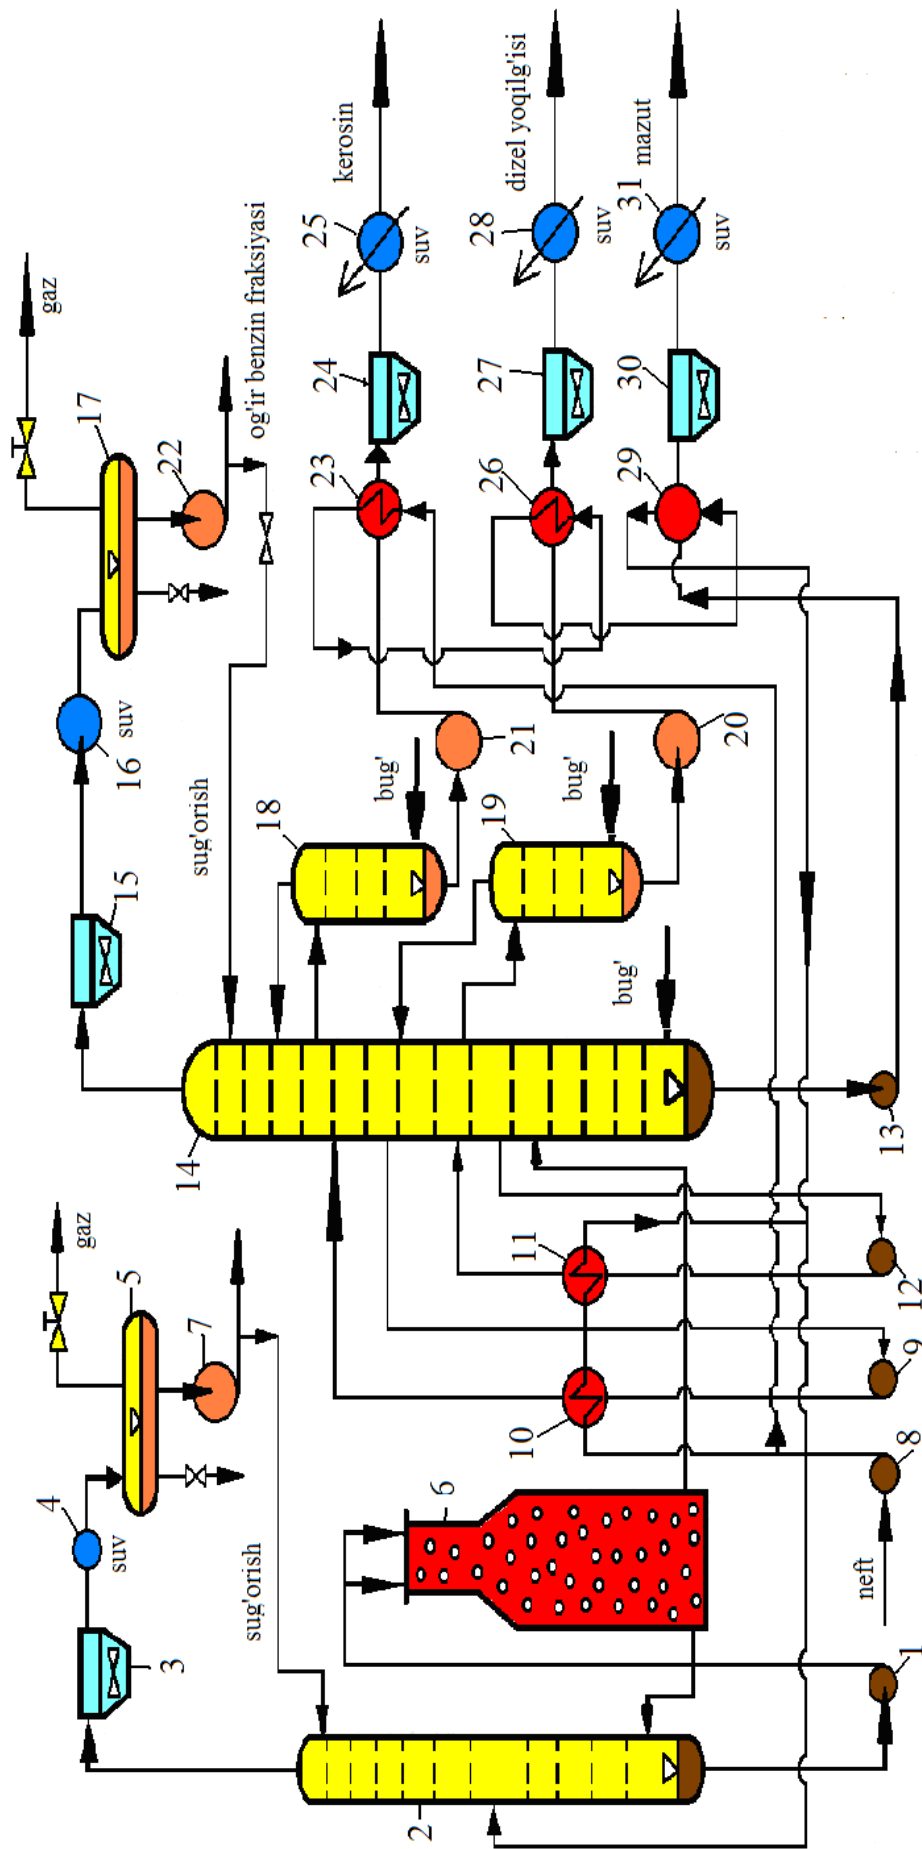 gaz
gaz
kerosin
dizel yoqilg'isi
mazut
og'ir benzin fraksiyasi
sug'orish
sug'orish
suv
suv
suv
suv
suv
bug'
bug'
bug'
neft
1
2
3
4
5
6
7
8
9
10
11
12
13
14
15
16
17
18
19
20
21
22
23
24
25
26
27
28
29
30
31